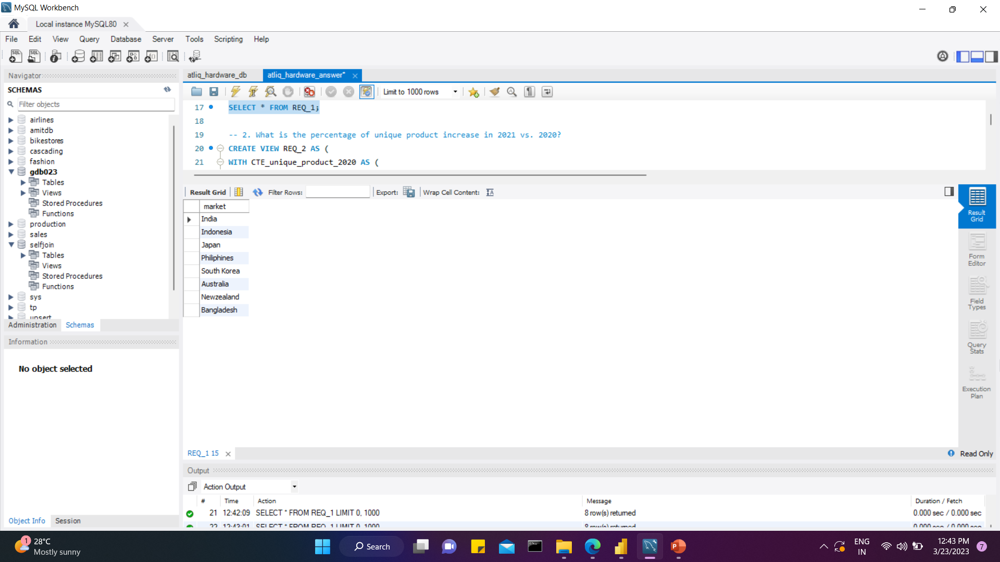 MySQL Workbench
Local instance MySQL80
File Edit View Query Database Server Tools Scripting Help
Navigator
SCHEMAS
Filter objects
airlines
amitdb
bikestores
cascading
fashion
gdb023
Tables
Views
Stored Procedures
Functions
production
sales
selfjoin
Tables
Views
Stored Procedures
Functions
sys
tp
upsert
Administration Schemas
Information
No object selected
Object Info Session
atliq_hardware_db atliq_hardware_answer*
Limit to 1000 rows
17 SELECT * FROM REQ_1;
18
19 -- 2. What is the percentage of unique product increase in 2021 vs. 2020?
20 CREATE VIEW REQ_2 AS (
21 WITH CTE_unique_product_2020 AS (
Result Grid Filter Rows: Export: Wrap Cell Content:
market
India
Indonesia
Japan
Philiphines
South Korea
Australia
Newzealand
Bangladesh
Result
Grid
Form
Editor
Field
Types
Query
Stats
Execution
Plan
REQ_1 15 Read Only
Output
Action Output
# Time Action Message Duration / Fetch
21 12:42:09 SELECT * FROM REQ_1 LIMIT 0, 1000 8 row(s) returned 0.000 sec / 0.000 sec
22 12:43:01 SELECT * FROM REQ_1 LIMIT 0, 1000 8 row(s) returned 0.000 sec / 0.000 sec
1
28°C
Mostly sunny
Search
ENG
IN
12:43 PM
3/23/2023
7